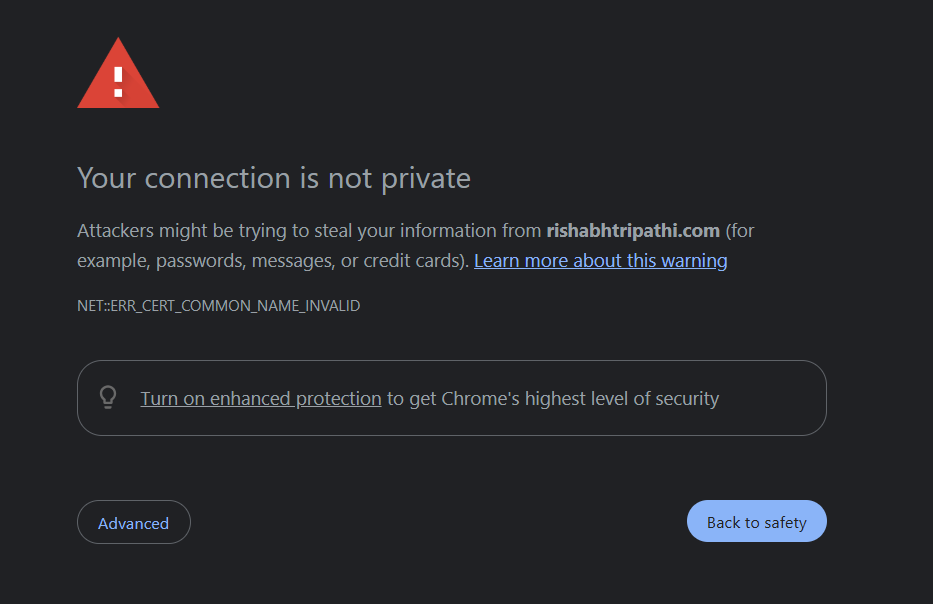 Your connection is not private
Attackers might be trying to steal your information from rishabhtripathi.com (for
example, passwords, messages, or credit cards). Learn more about this warning
NET::ERR_CERT_COMMON_NAME_INVALID
Turn on enhanced protection to get Chrome's highest level of security
Advanced
Back to safety